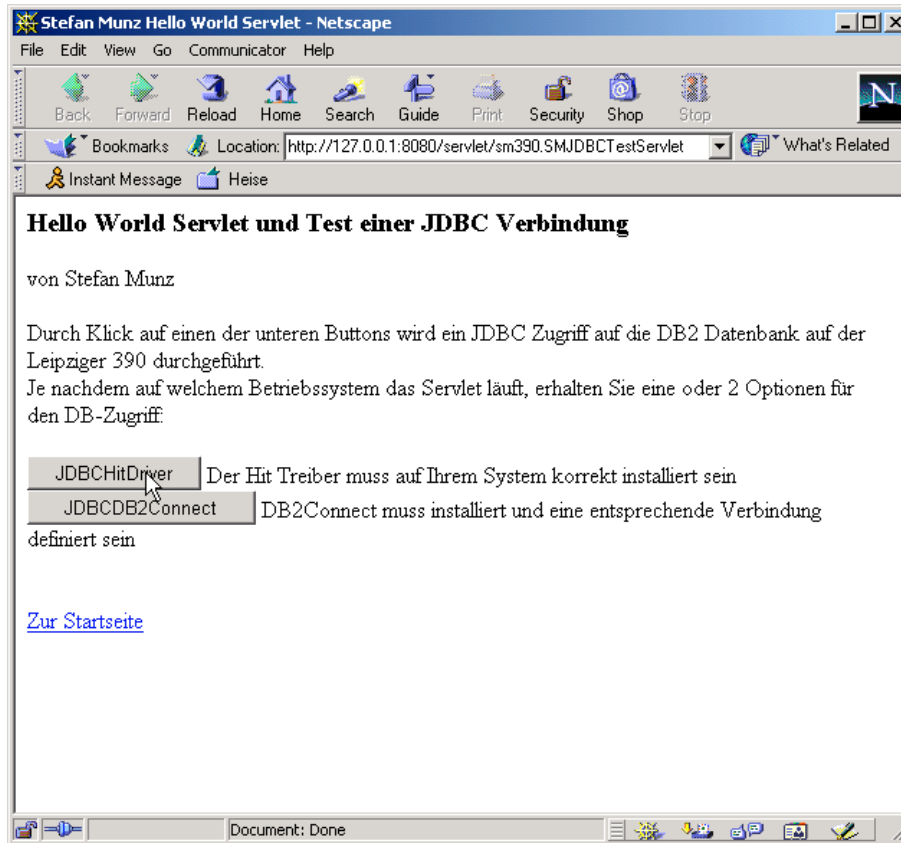 Stefan Munz Hello World Servlet - Netscape
File Edit View Go Communicator Help
Back Forward Reload Home Search Guide Print Security Shop Stop
N
Bookmarks Location: http://127.0.0.1:8080/servlet/sm390.SMJDBCTestServlet What's Related
Instant Message Heise
Hello World Servlet und Test einer JDBC Verbindung
von Stefan Munz
Durch Klick auf einen der unteren Buttons wird ein JDBC Zugriff auf die DB2 Datenbank auf der
Leipziger 390 durchgeführt.
Je nachdem auf welchem Betriebssystem das Servlet läuft, erhalten Sie eine oder 2 Optionen für
den DB-Zugriff:
JDBCHitDriver Der Hit Treiber muss auf Ihrem System korrekt installiert sein
JDBCDB2Connect DB2Connect muss installiert und eine entsprechende Verbindung
definiert sein
Zur Startseite
Document: Done